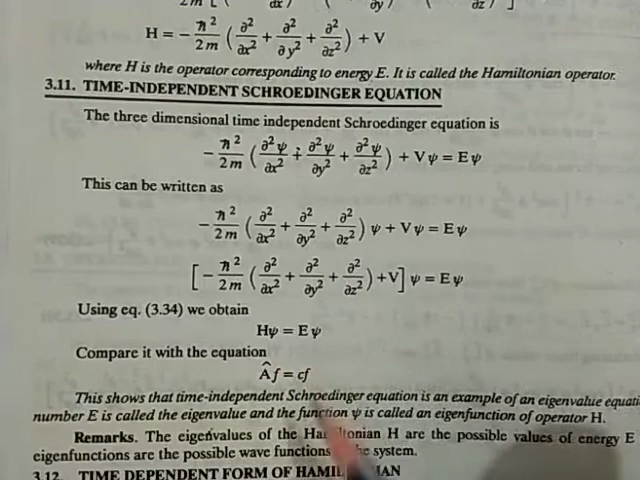 H = − ℏ²/2m ( ∂²/∂x² + ∂²/∂y² + ∂²/∂z² ) + V
where H is the operator corresponding to energy E. It is called the Hamiltonian operator.
3.11. TIME-INDEPENDENT SCHROEDINGER EQUATION
The three dimensional time independent Schroedinger equation is
− ℏ²/2m ( ∂²ψ/∂x² + ∂²ψ/∂y² + ∂²ψ/∂z² ) + Vψ = Eψ
This can be written as
− ℏ²/2m ( ∂²/∂x² + ∂²/∂y² + ∂²/∂z² ) ψ + Vψ = Eψ
[ − ℏ²/2m ( ∂²/∂x² + ∂²/∂y² + ∂²/∂z² ) + V ] ψ = Eψ
Using eq. (3.34) we obtain
Hψ = Eψ
Compare it with the equation
Âf = cf
This shows that time-independent Schroedinger equation is an example of an eigenvalue
number E is called the eigenvalue and the function ψ is called an eigenfunction of operator H.
Remarks. The eigenvalues of the Hamiltonian H are the possible values of energy E
eigenfunctions are the possible wave functions the system.
3.12. TIME DEPENDENT FORM OF